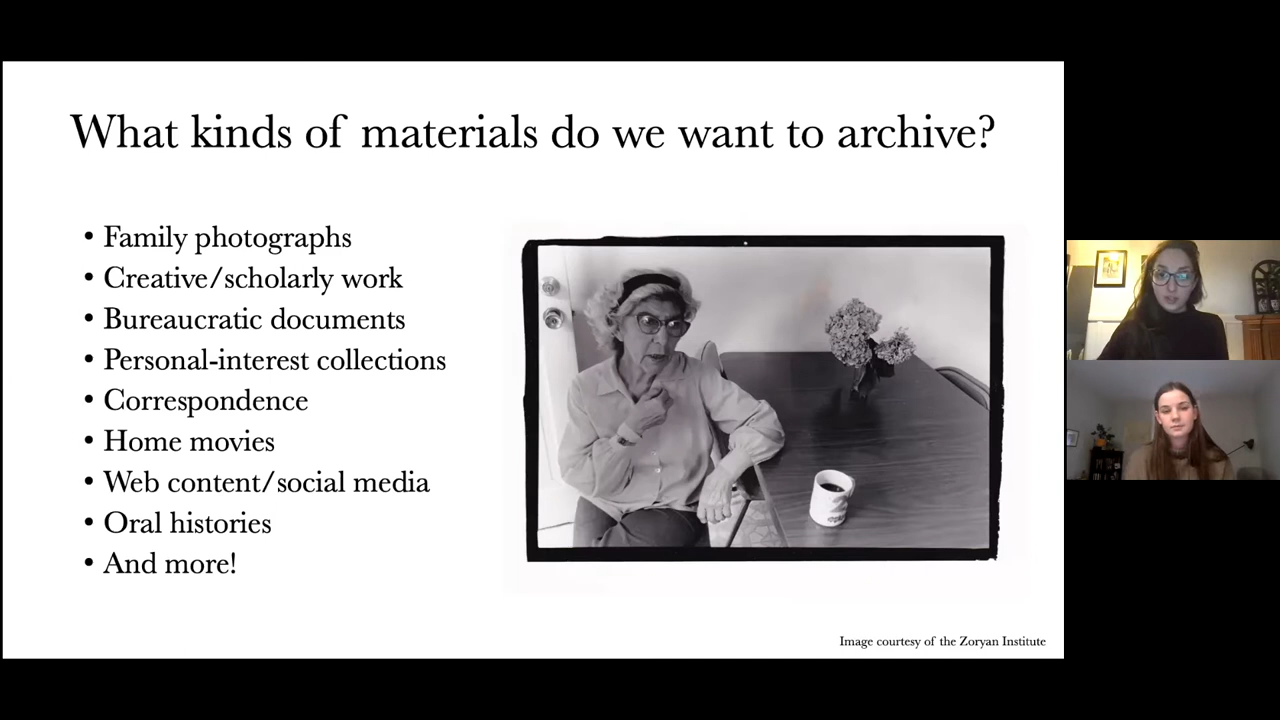 What kinds of materials do we want to archive?
• Family photographs
• Creative/scholarly work
• Bureaucratic documents
• Personal-interest collections
• Correspondence
• Home movies
• Web content/social media
• Oral histories
• And more!
Image courtesy of the Zoryan Institute